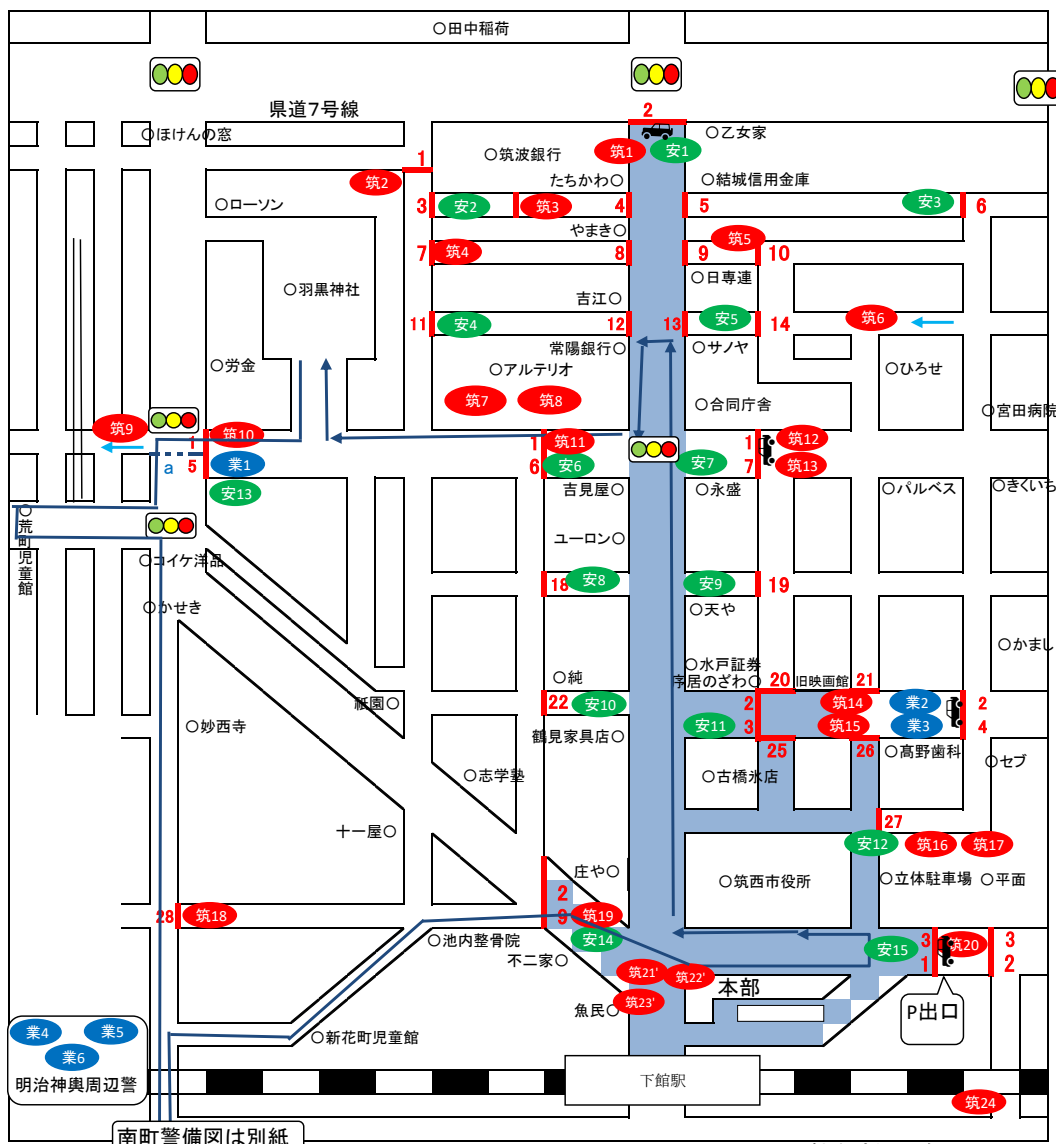 田中稲荷
県道7号線
2
ほけんの窓
筑波銀行
筑1
安1
乙女家
1
筑2
たちかわ
結城信用金庫
ローソン
3
安2
筑3
4
5
安3
6
やまき
7
筑4
8
9
筑5
10
日専連
羽黒神社
吉江
11
安4
12
13
安5
14
筑6
常陽銀行
サノヤ
労金
アルテリオ
ひろせ
筑7
筑8
合同庁舎
宮田病院
筑9
1
筑10
1
筑11
1
筑12
a
5
業1
6
安6
安7
7
筑13
安13
吉見屋
永盛
パルベス
きくいち
荒町児童館
ユーロン
コイケ洋品
18
安8
安9
19
かせき
天や
かまし
純
水戸証券
亨居のざわ
20
旧映画館
21
祇園
22
安10
2
筑14
業2
2
妙西寺
安11
3
筑15
業3
4
鶴見家具店
25
26
髙野歯科
セブ
志学塾
古橋氷店
十一屋
27
安12
筑16
筑17
庄や
筑西市役所
立体駐車場
平面
28
筑18
2
9
筑19
池内整骨院
安14
安15
3
1
筑20
3
2
不二家
筑21'
筑22'
本部
筑23'
魚民
P出口
業4
業5
業6
明治神輿周辺警
新花町児童館
下館駅
筑24
南町警備図は別紙